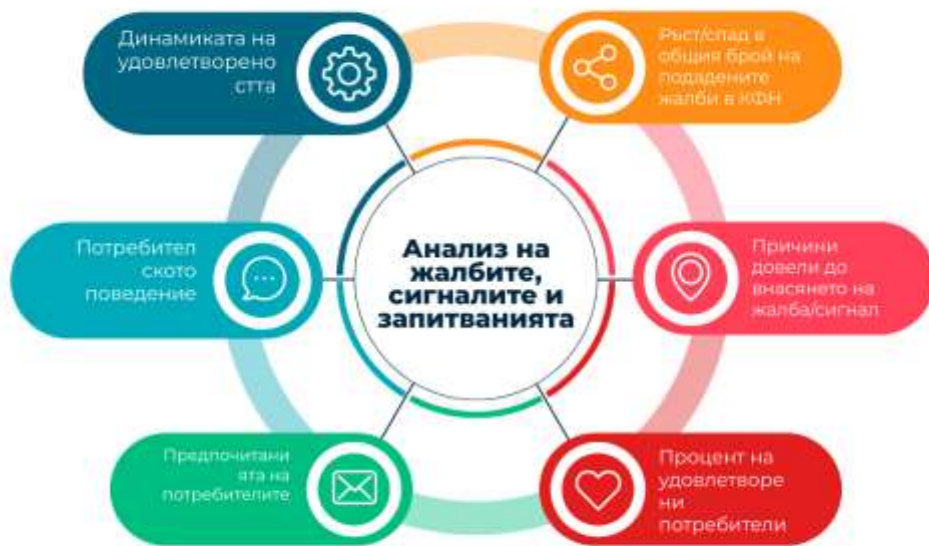 Динамиката на
удовлетворено
стта
Ръст/спад в
общия брой на
подадените
жалби в КФН
Потребител
ското
поведение
Анализ на
жалбите,
сигналите и
запитванията
Причини
довели до
внасянето на
жалба/сигнал
Предпочитани
ята на
потребителите
Процент на
удовлетворе
ни
потребители